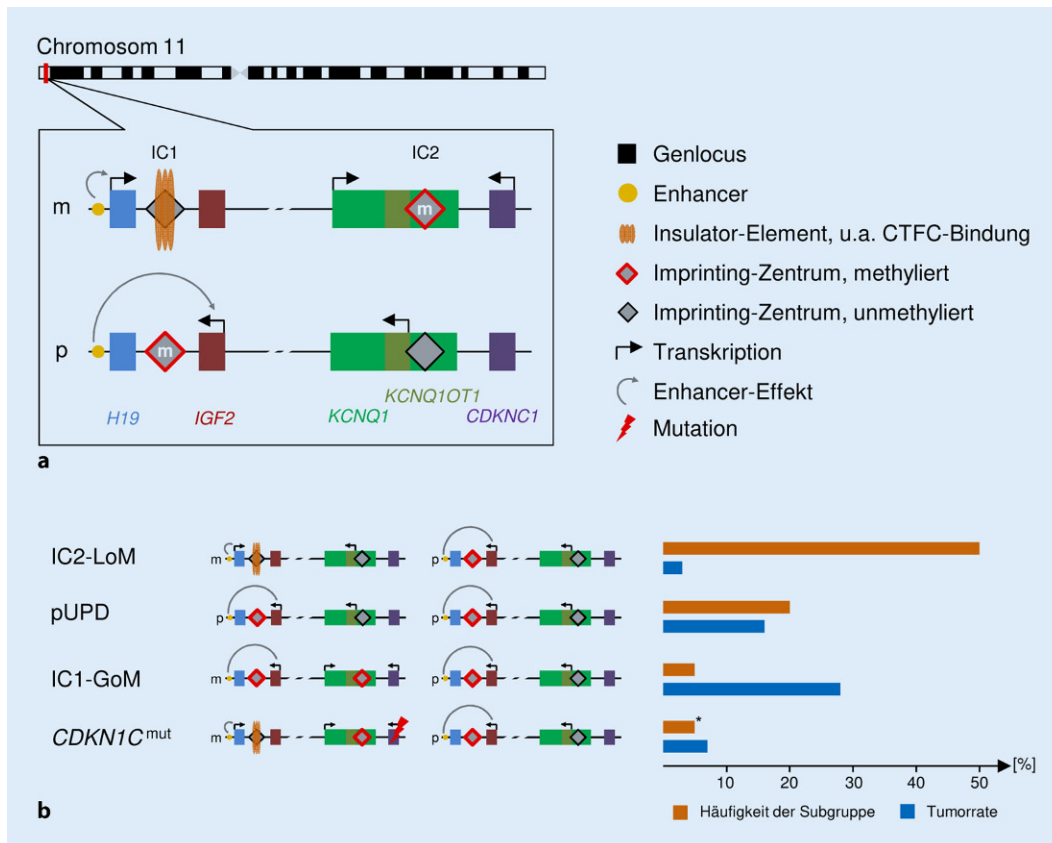 Chromosom 11
IC1
IC2
m
m
p
m
H19
IGF2
KCNQ1
KCNQ1OT1
CDKNC1
Genlocus
Enhancer
Insulator-Element, u.a. CTFC-Bindung
Imprinting-Zentrum, methyliert
Imprinting-Zentrum, unmethyliert
Transkription
Enhancer-Effekt
Mutation
a
IC2-LoM
m
p
pUPD
p
p
IC1-GoM
m
p
CDKN1C mut
m
p
*
10 20 30 40 50 [%]
Häufigkeit der Subgruppe Tumorrate
b